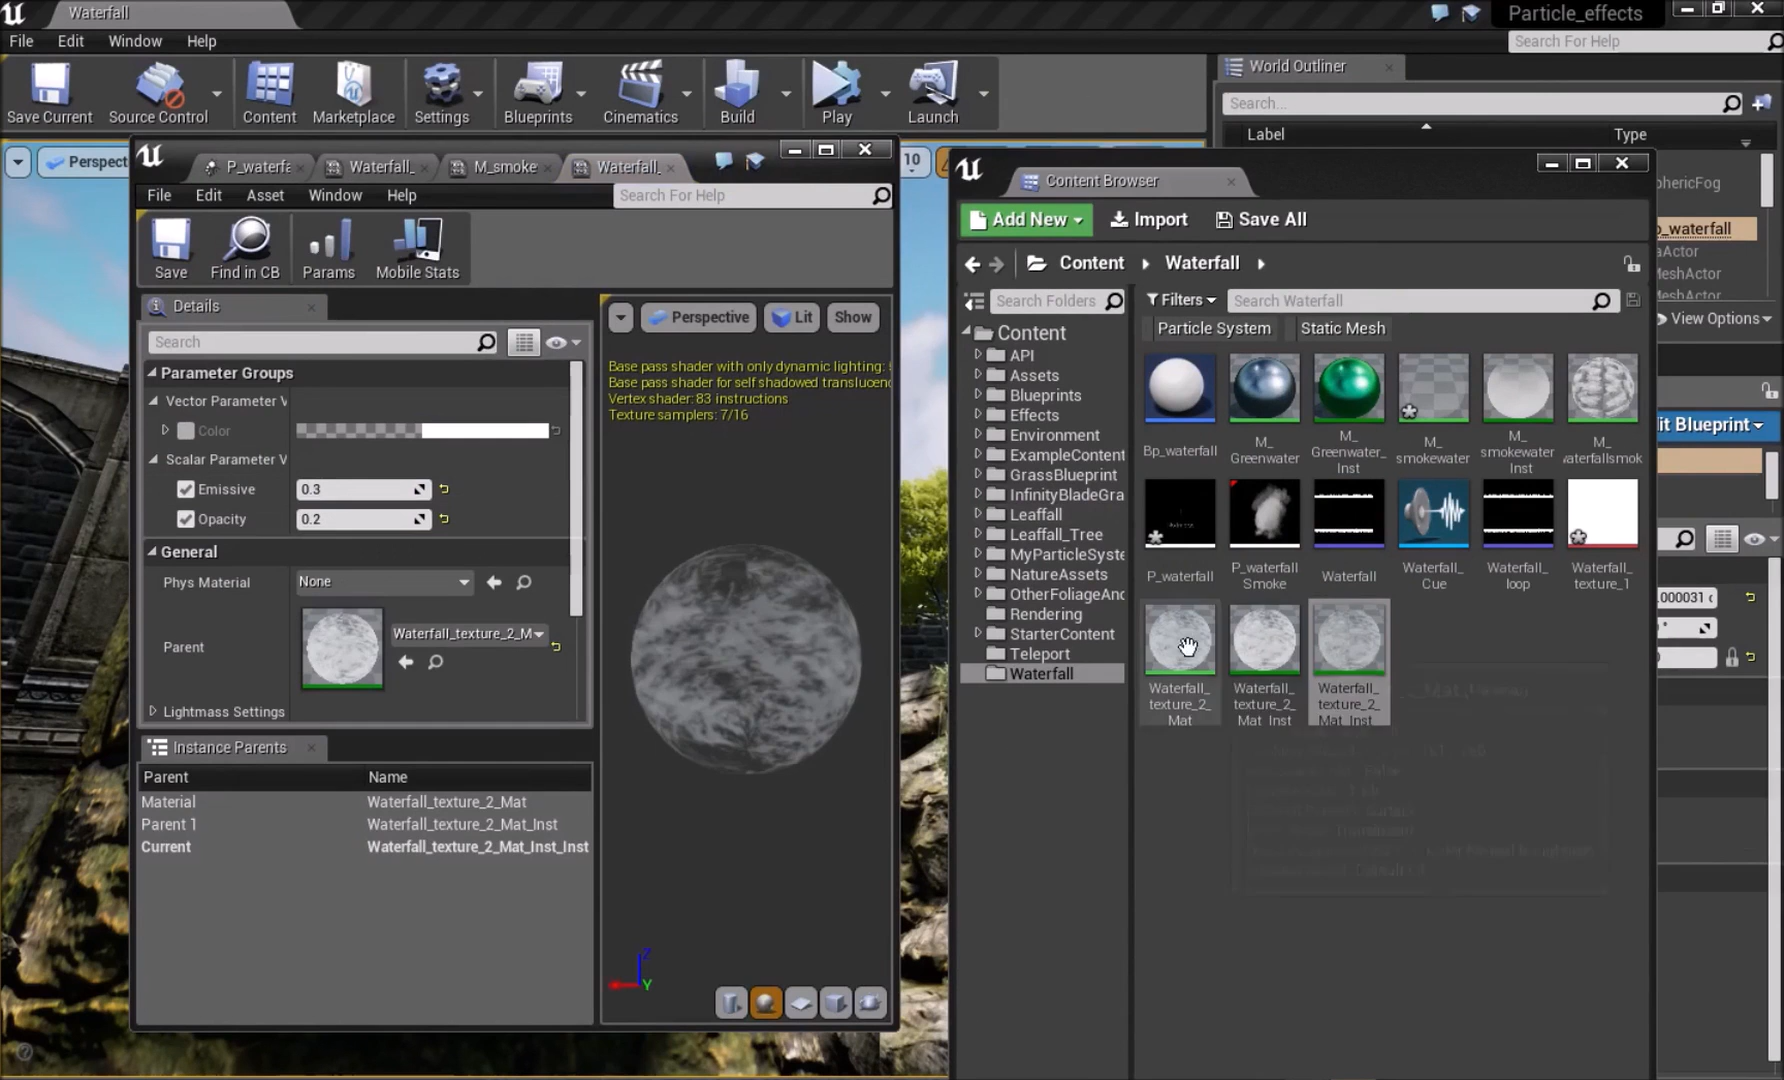 Waterfall
Particle_effects
File Edit Window Help
Search For Help
Save Current
Source Control
Content
Marketplace
Settings
Blueprints
Cinematics
Build
Play
Launch
World Outliner
Search...
Label Type
Perspect
10
phericFog
p_waterfall
aActor
MeshActor
MeshActor
View Options
it Blueprint
.000031
P_waterfa
Waterfall_
M_smoke
Waterfall_
File Edit Asset Window Help
Search For Help
Save
Find in CB
Params
Mobile Stats
Details
Search
Parameter Groups
Vector Parameter V
Color
Scalar Parameter V
Emissive 0.3
Opacity 0.2
General
Phys Material None
Parent
Waterfall_texture_2_M
Lightmass Settings
Instance Parents
Parent Name
Material Waterfall_texture_2_Mat
Parent 1 Waterfall_texture_2_Mat_Inst
Current Waterfall_texture_2_Mat_Inst_Inst
Perspective
Lit
Show
Base pass shader with only dynamic lighting:
Base pass shader for self shadowed translucen
Vertex shader: 83 instructions
Texture samplers: 7/16
Z
Y
Content Browser
Add New
Import
Save All
Content
Waterfall
Search Folders
Filters
Search Waterfall
Particle System
Static Mesh
Content
API
Assets
Blueprints
Effects
Environment
ExampleContent
GrassBlueprint
InfinityBladeGra
Leaffall
Leaffall_Tree
MyParticleSyste
NatureAssets
OtherFoliageAnd
Rendering
StarterContent
Teleport
Waterfall
Bp_waterfall
M_
Greenwater
M_
Greenwater_
Inst
M_
smokewater
M_
smokewater
Inst
M_
waterfallsmok
P_waterfall
P_waterfall
Smoke
Waterfall
Waterfall_
Cue
Waterfall_
loop
Waterfall_
texture_1
Waterfall_
texture_2_
Mat
Waterfall_
texture_2_
Mat_Inst
Waterfall_
texture_2_
Mat_Inst